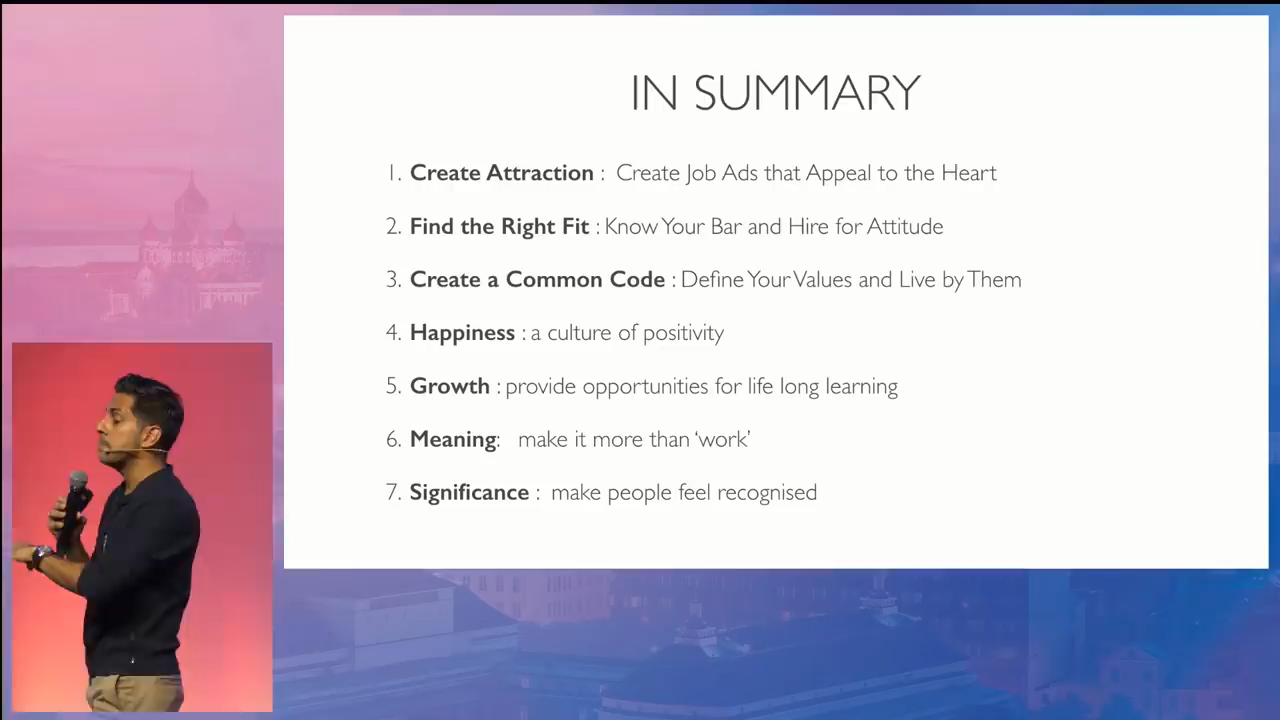 IN SUMMARY
1. Create Attraction :  Create Job Ads that Appeal to the Heart
2. Find the Right Fit : Know Your Bar and Hire for Attitude
3. Create a Common Code : Define Your Values and Live by Them
4. Happiness : a culture of positivity
5. Growth : provide opportunities for life long learning
6. Meaning:   make it more than ‘work’
7. Significance :  make people feel recognised